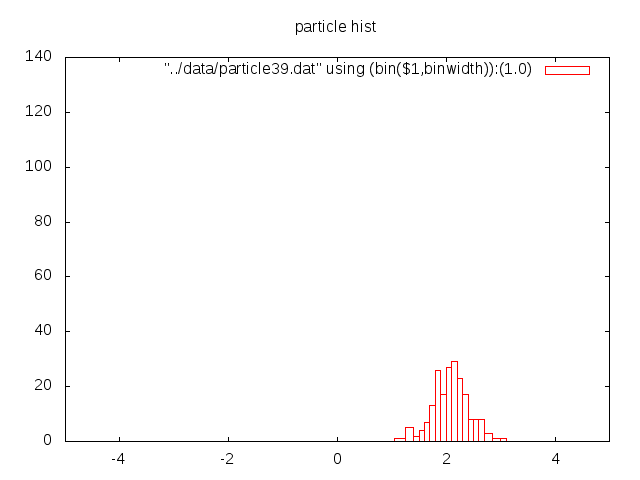 particle hist
140
"../data/particle39.dat" using (bin($1,binwidth)):(1.0)
120
100
80
60
40
20
0
-4 -2 0 2 4